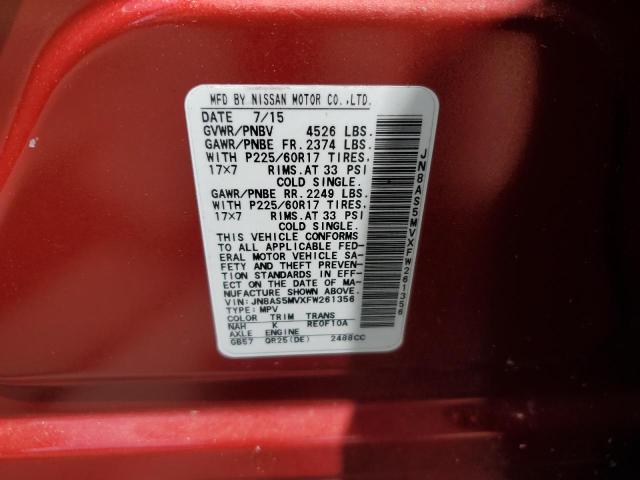 MFD BY NISSAN MOTOR CO.,LTD.
DATE 7/15
GVWR/PNBV 4526 LBS.
GAWR/PNBE FR.2374 LBS.
WITH P225/60R17 TIRES.
17×7 RIMS.AT 33 PSI
COLD SINGLE.
GAWR/PNBE RR.2249 LBS.
WITH P225/60R17 TIRES.
17×7 RIMS.AT 33 PSI
COLD SINGLE.
THIS VEHICLE CONFORMS
TO ALL APPLICABLE FED-
ERAL MOTOR VEHICLE SA-
FETY AND THEFT PREVEN-
TION STANDARDS IN EFF-
ECT ON THE DATE OF MA-
NUFACTURE SHOWN ABOVE.
VIN:JN8AS5MVXFW261356
TYPE:MPV
COLOR TRIM TRANS
NAH K RE0F10A
AXLE ENGINE
GB57 QR25(DE) 2488CC
JN8AS5MVXFW261356